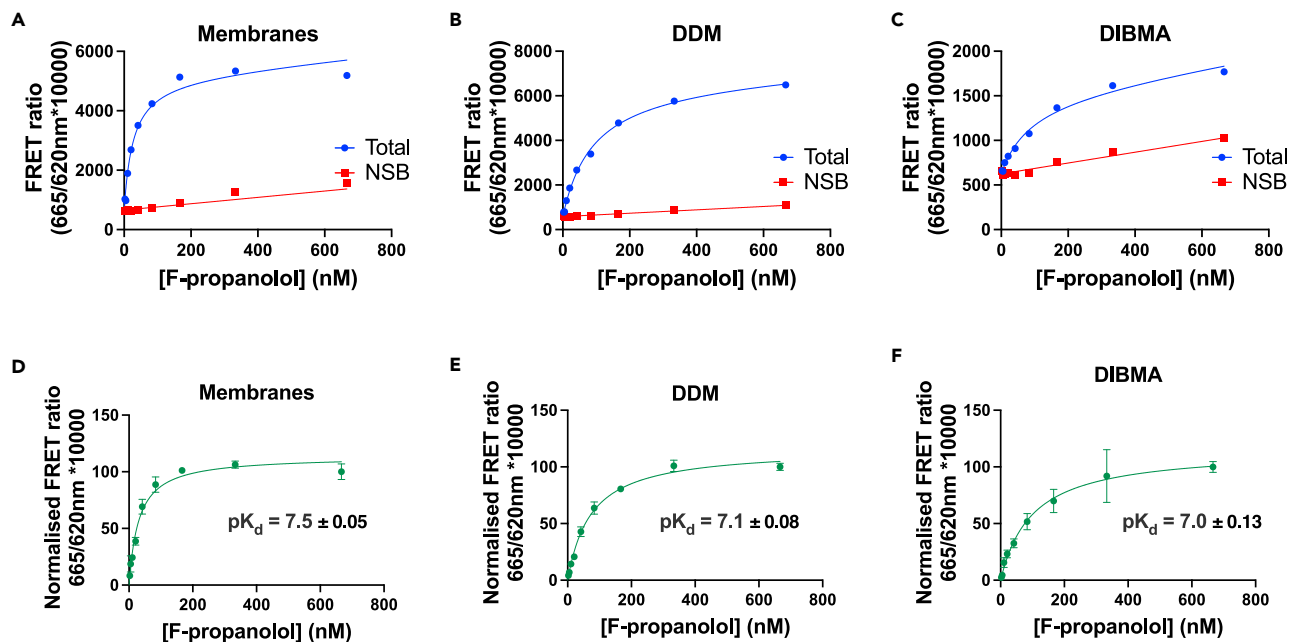 A
Membranes
FRET ratio
(665/620nm*10000)
6000
4000
2000
0
0 200 400 600 800
Total
NSB
[F-propanolol] (nM)
B
DDM
FRET ratio
(665/620nm*10000)
8000
6000
4000
2000
0
0 200 400 600 800
Total
NSB
[F-propanolol] (nM)
C
DIBMA
FRET ratio
(665/620nm*10000)
2000
1500
1000
500
0
0 200 400 600 800
Total
NSB
[F-propanolol] (nM)
D
Membranes
Normalised FRET ratio
665/620nm *10000
150
100
50
0
0 200 400 600 800
pKd = 7.5 ± 0.05
[F-propanolol] (nM)
E
DDM
Normalised FRET ratio
665/620nm *10000
150
100
50
0
0 200 400 600 800
pKd = 7.1 ± 0.08
[F-propanolol] (nM)
F
DIBMA
Normalised FRET ratio
665/620nm *10000
150
100
50
0
0 200 400 600 800
pKd = 7.0 ± 0.13
[F-propanolol] (nM)